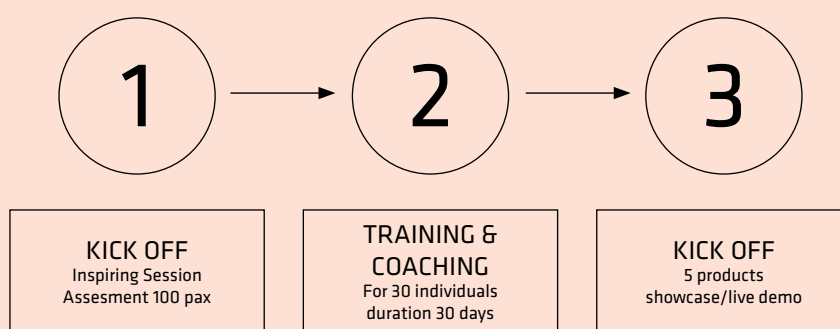 1
2
3
KICK OFF
Inspiring Session
Assesment 100 pax
TRAINING &
COACHING
For 30 individuals
duration 30 days
KICK OFF
5 products
showcase/live demo